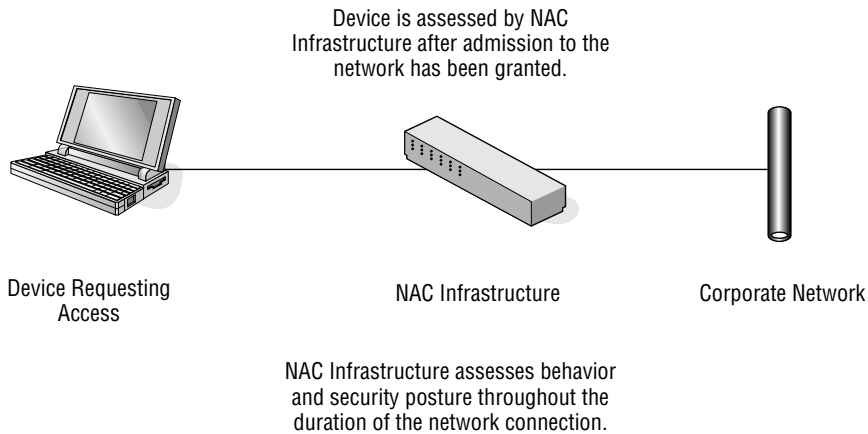 Device is assessed by NAC
Infrastructure after admission to the
network has been granted.
Device Requesting
Access
NAC Infrastructure
Corporate Network
NAC Infrastructure assesses behavior
and security posture throughout the
duration of the network connection.